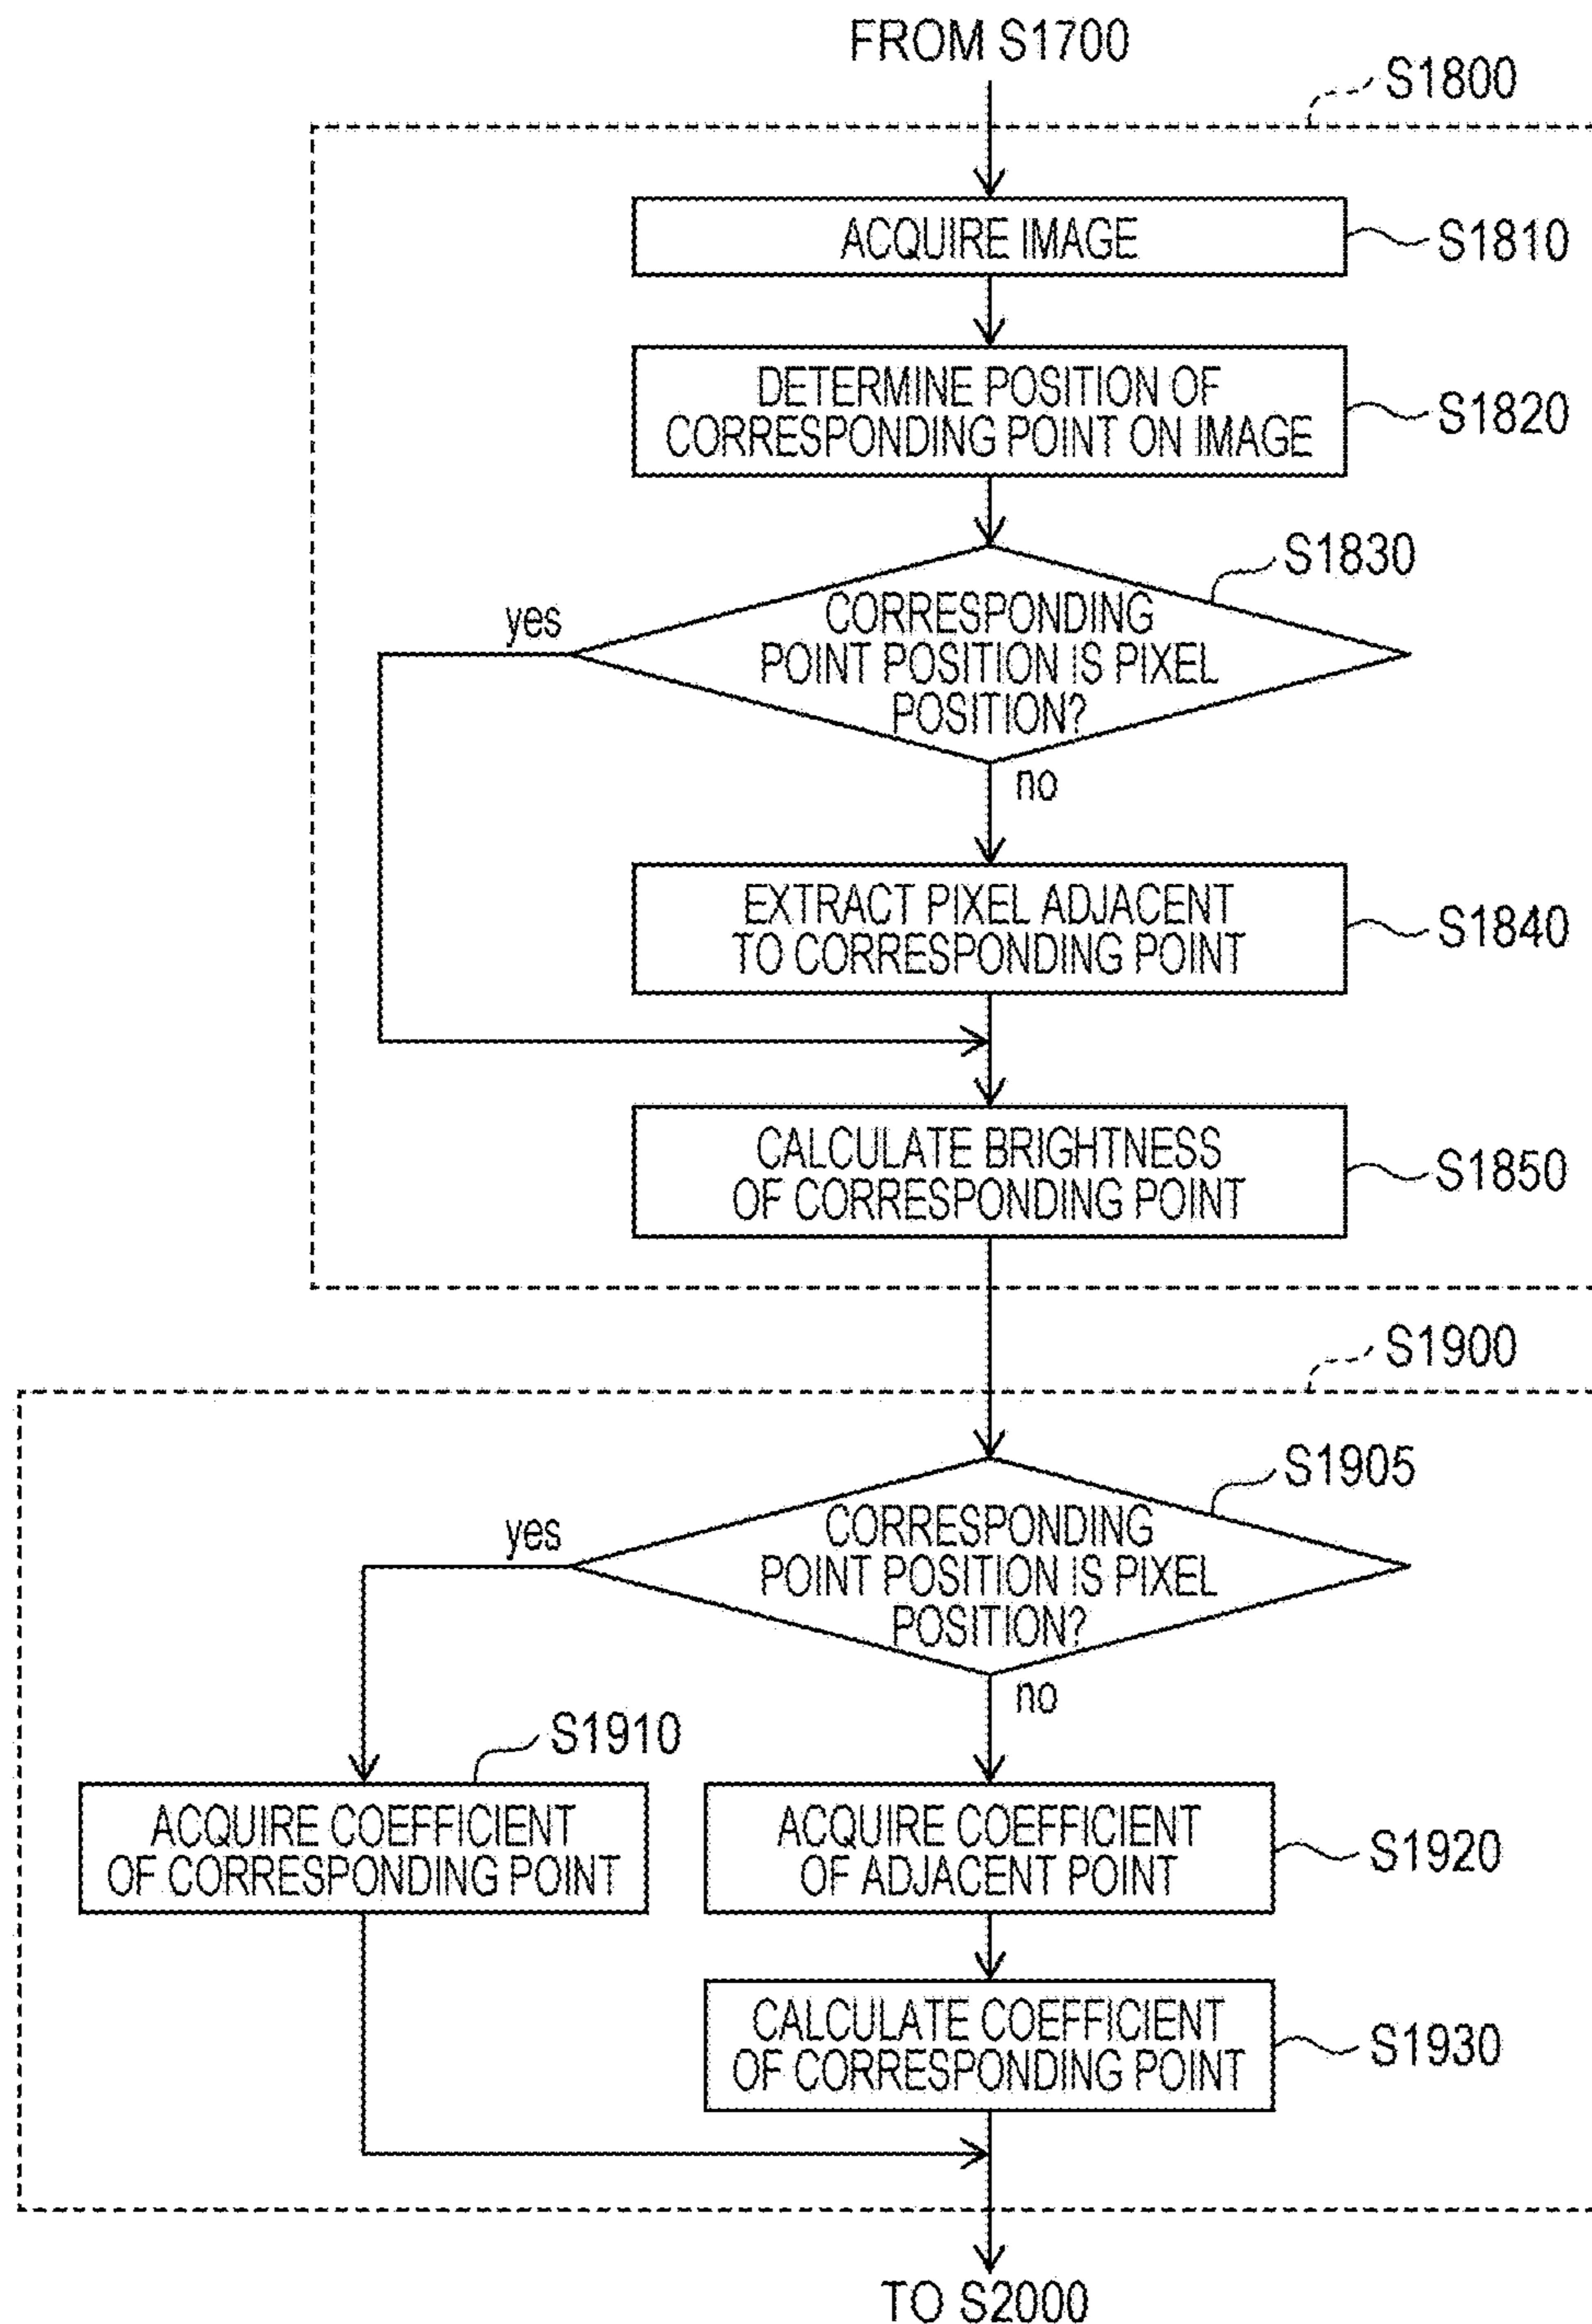 FROM S1700
S1800
ACQUIRE IMAGE
S1810
DETERMINE POSITION OF
CORRESPONDING POINT ON IMAGE
S1820
S1830
CORRESPONDING
POINT POSITION IS PIXEL
POSITION?
yes
no
EXTRACT PIXEL ADJACENT
TO CORRESPONDING POINT
S1840
CALCULATE BRIGHTNESS
OF CORRESPONDING POINT
S1850
S1900
S1905
CORRESPONDING
POINT POSITION IS PIXEL
POSITION?
yes
no
S1910
ACQUIRE COEFFICIENT
OF CORRESPONDING POINT
ACQUIRE COEFFICIENT
OF ADJACENT POINT
S1920
CALCULATE COEFFICIENT
OF CORRESPONDING POINT
S1930
TO S2000